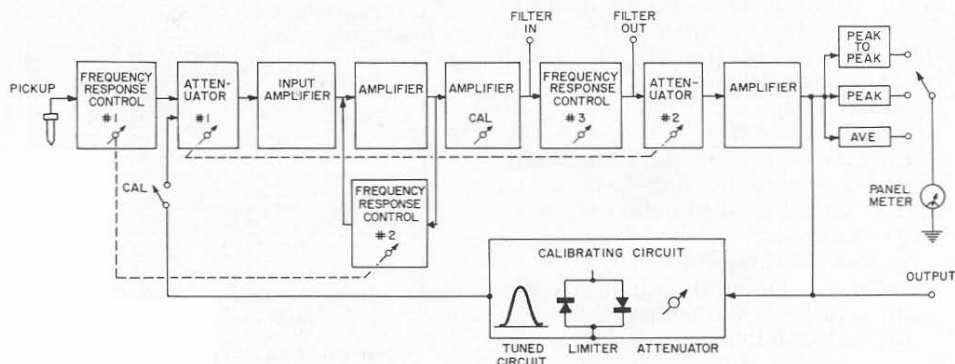 FILTER
IN
FILTER
OUT
PICKUP
FREQUENCY
RESPONSE
CONTROL
#1
ATTEN-
UATOR
#1
INPUT
AMPLIFIER
AMPLIFIER
AMPLIFIER
CAL
FREQUENCY
RESPONSE
CONTROL
#3
ATTEN-
UATOR
#2
AMPLIFIER
PEAK
TO
PEAK
PEAK
AVE
CAL
FREQUENCY
RESPONSE
CONTROL
#2
PANEL
METER
CALIBRATING CIRCUIT
OUTPUT
TUNED
CIRCUIT
LIMITER
ATTENUATOR